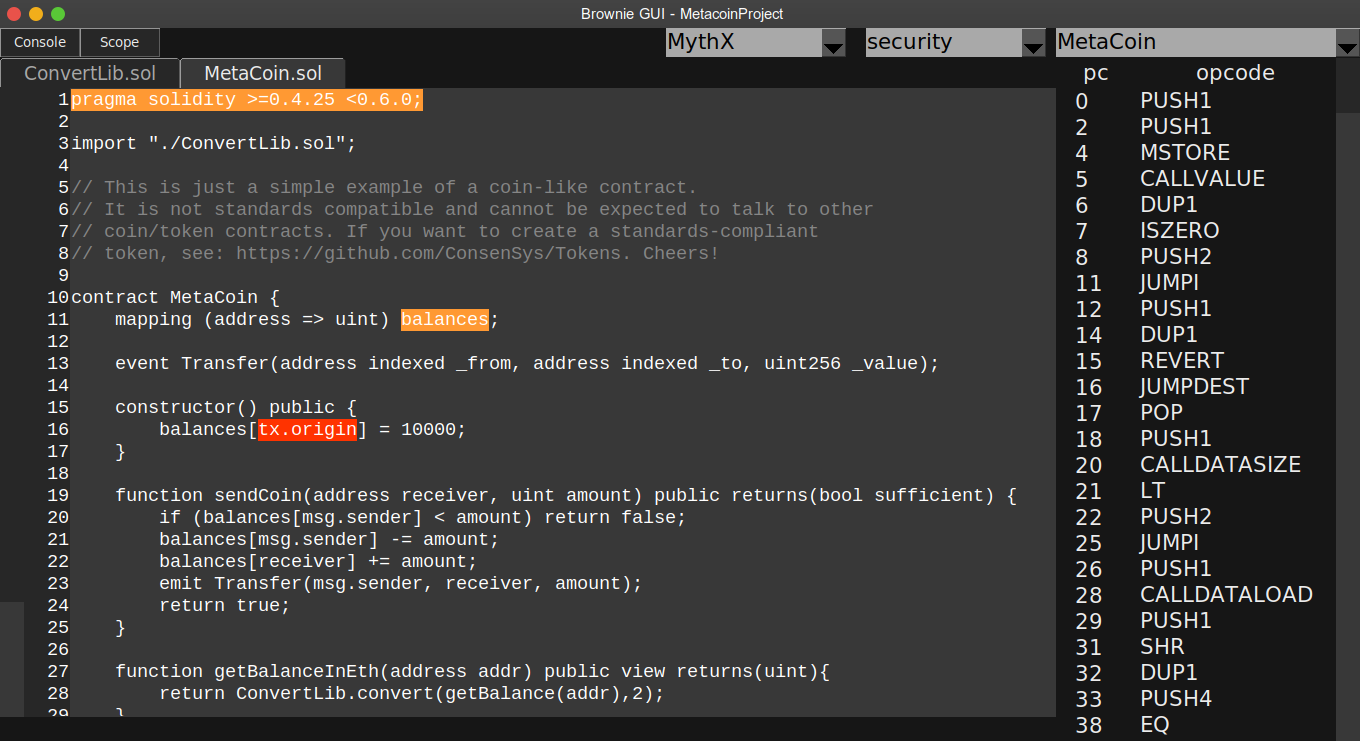 Brownie GUI - MetacoinProject
Console Scope MythX security MetaCoin
ConvertLib.sol MetaCoin.sol
1 pragma solidity >=0.4.25 <0.6.0;
2
3 import "./ConvertLib.sol";
4
5 // This is just a simple example of a coin-like contract.
6 // It is not standards compatible and cannot be expected to talk to other
7 // coin/token contracts. If you want to create a standards-compliant
8 // token, see: https://github.com/ConsenSys/Tokens. Cheers!
9
10 contract MetaCoin {
11     mapping (address => uint) balances;
12
13     event Transfer(address indexed _from, address indexed _to, uint256 _value);
14
15     constructor() public {
16         balances[tx.origin] = 10000;
17     }
18
19     function sendCoin(address receiver, uint amount) public returns(bool sufficient) {
20         if (balances[msg.sender] < amount) return false;
21         balances[msg.sender] -= amount;
22         balances[receiver] += amount;
23         emit Transfer(msg.sender, receiver, amount);
24         return true;
25     }
26
27     function getBalanceInEth(address addr) public view returns(uint){
28         return ConvertLib.convert(getBalance(addr),2);
29     }
pc opcode
0 PUSH1
2 PUSH1
4 MSTORE
5 CALLVALUE
6 DUP1
7 ISZERO
8 PUSH2
11 JUMPI
12 PUSH1
14 DUP1
15 REVERT
16 JUMPDEST
17 POP
18 PUSH1
20 CALLDATASIZE
21 LT
22 PUSH2
25 JUMPI
26 PUSH1
28 CALLDATALOAD
29 PUSH1
31 SHR
32 DUP1
33 PUSH4
38 EQ